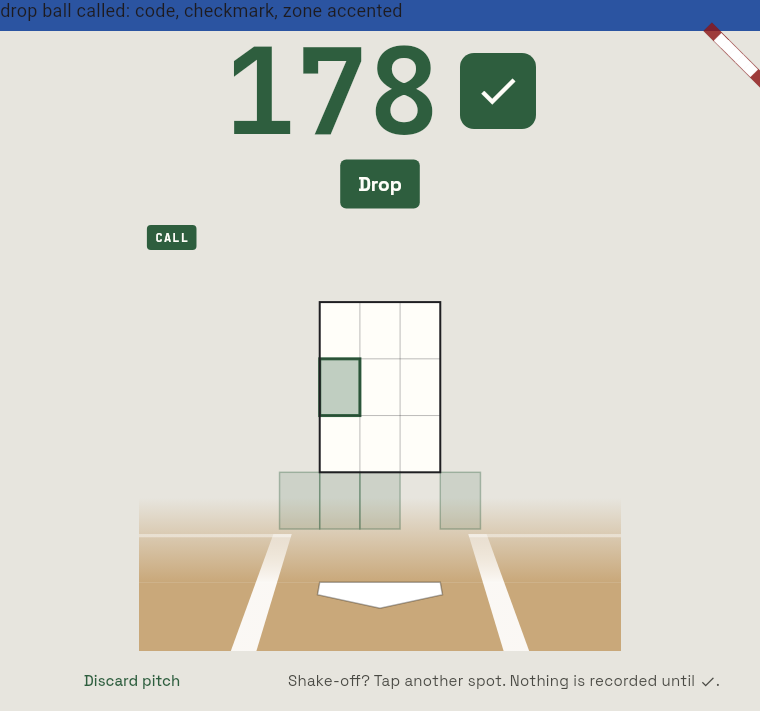 drop ball called: code, checkmark, zone accented
178
Drop
CALL
Discard pitch
Shake-off? Tap another spot. Nothing is recorded until ✓.